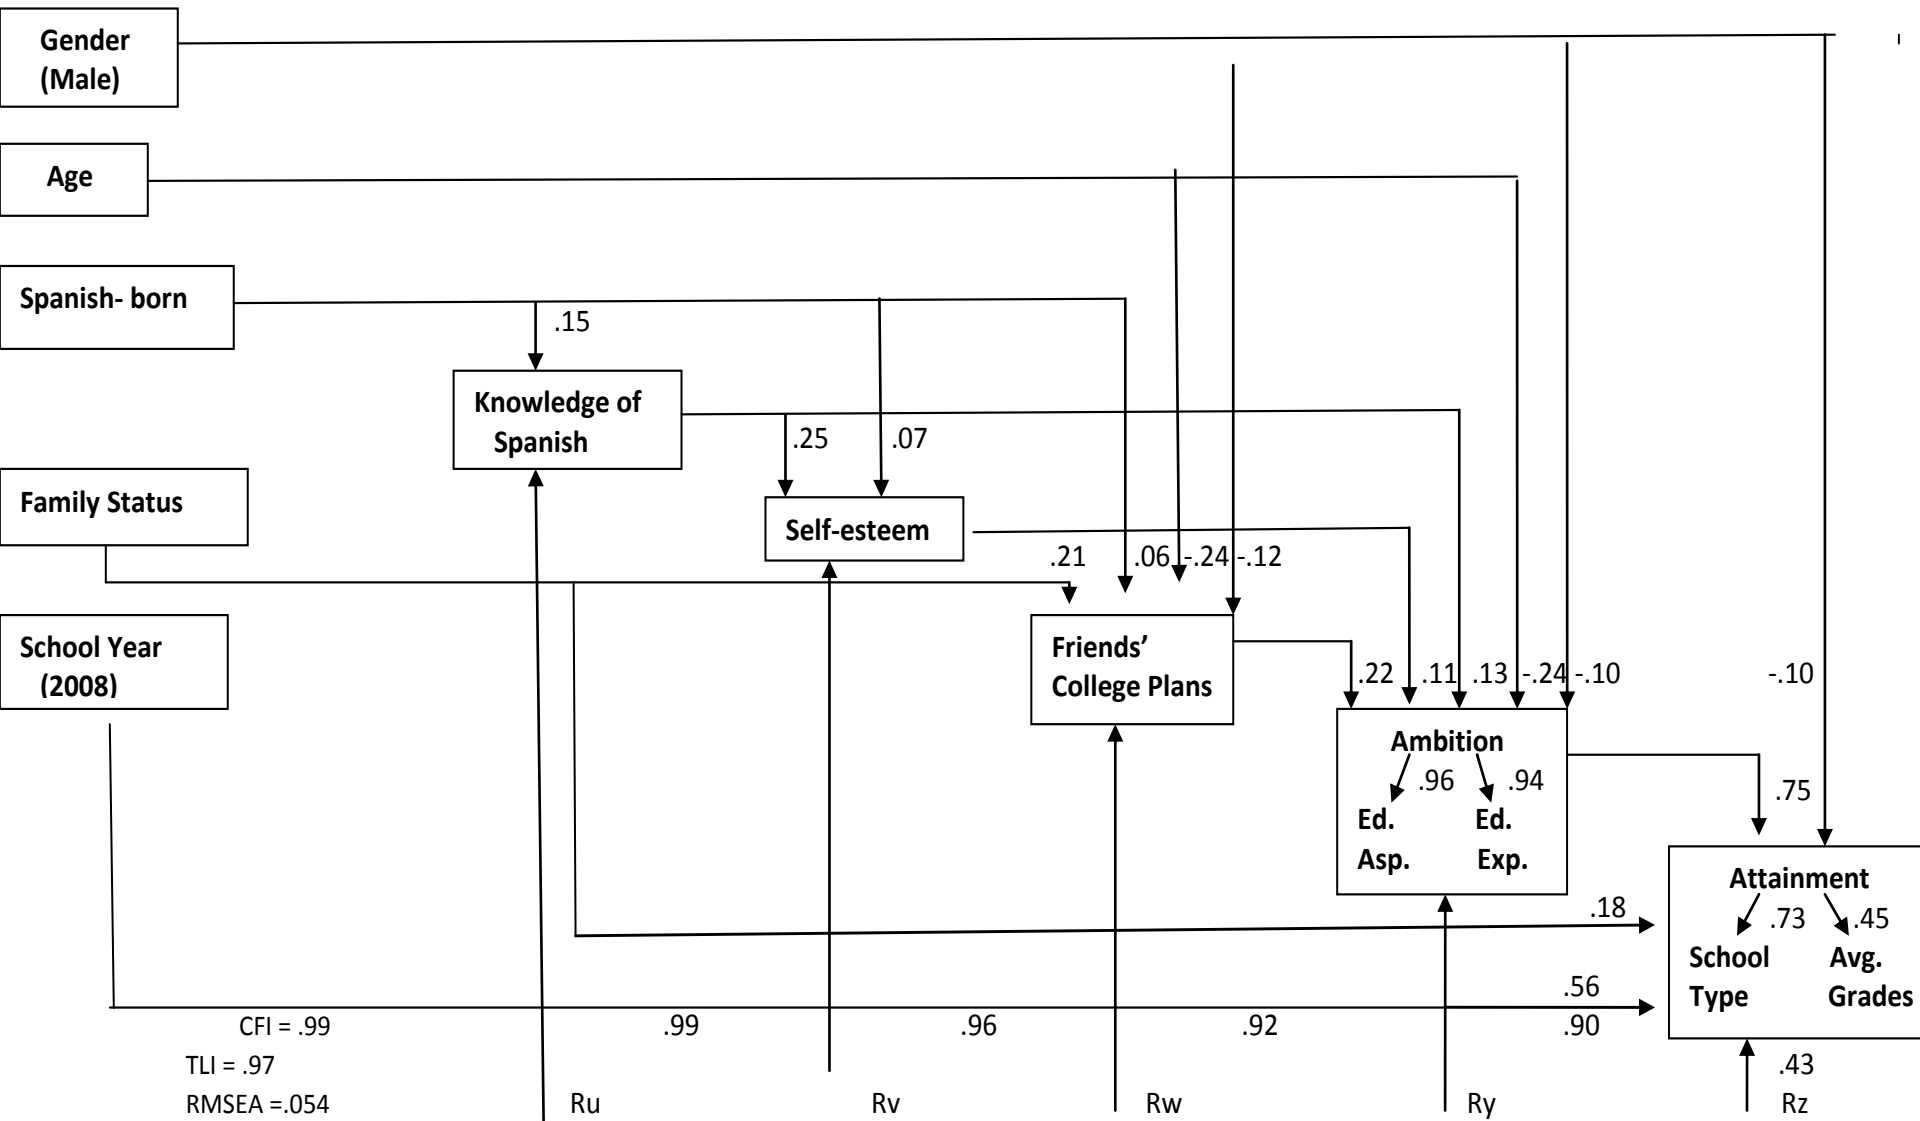 Gender
(Male)
Age
Spanish- born
.15
Knowledge of
Spanish
.25
.07
Family Status
Self-esteem
.21
.06
-.24
-.12
School Year
(2008)
Friends’
College Plans
.22
.11
.13
-.24
-.10
-.10
Ambition
.96
.94
Ed.
Asp.
Ed.
Exp.
.75
Attainment
.73
.45
School
Type
Avg.
Grades
.18
.56
CFI = .99
.99
.96
.92
.90
TLI = .97
.43
RMSEA =.054
Ru
Rv
Rw
Ry
Rz